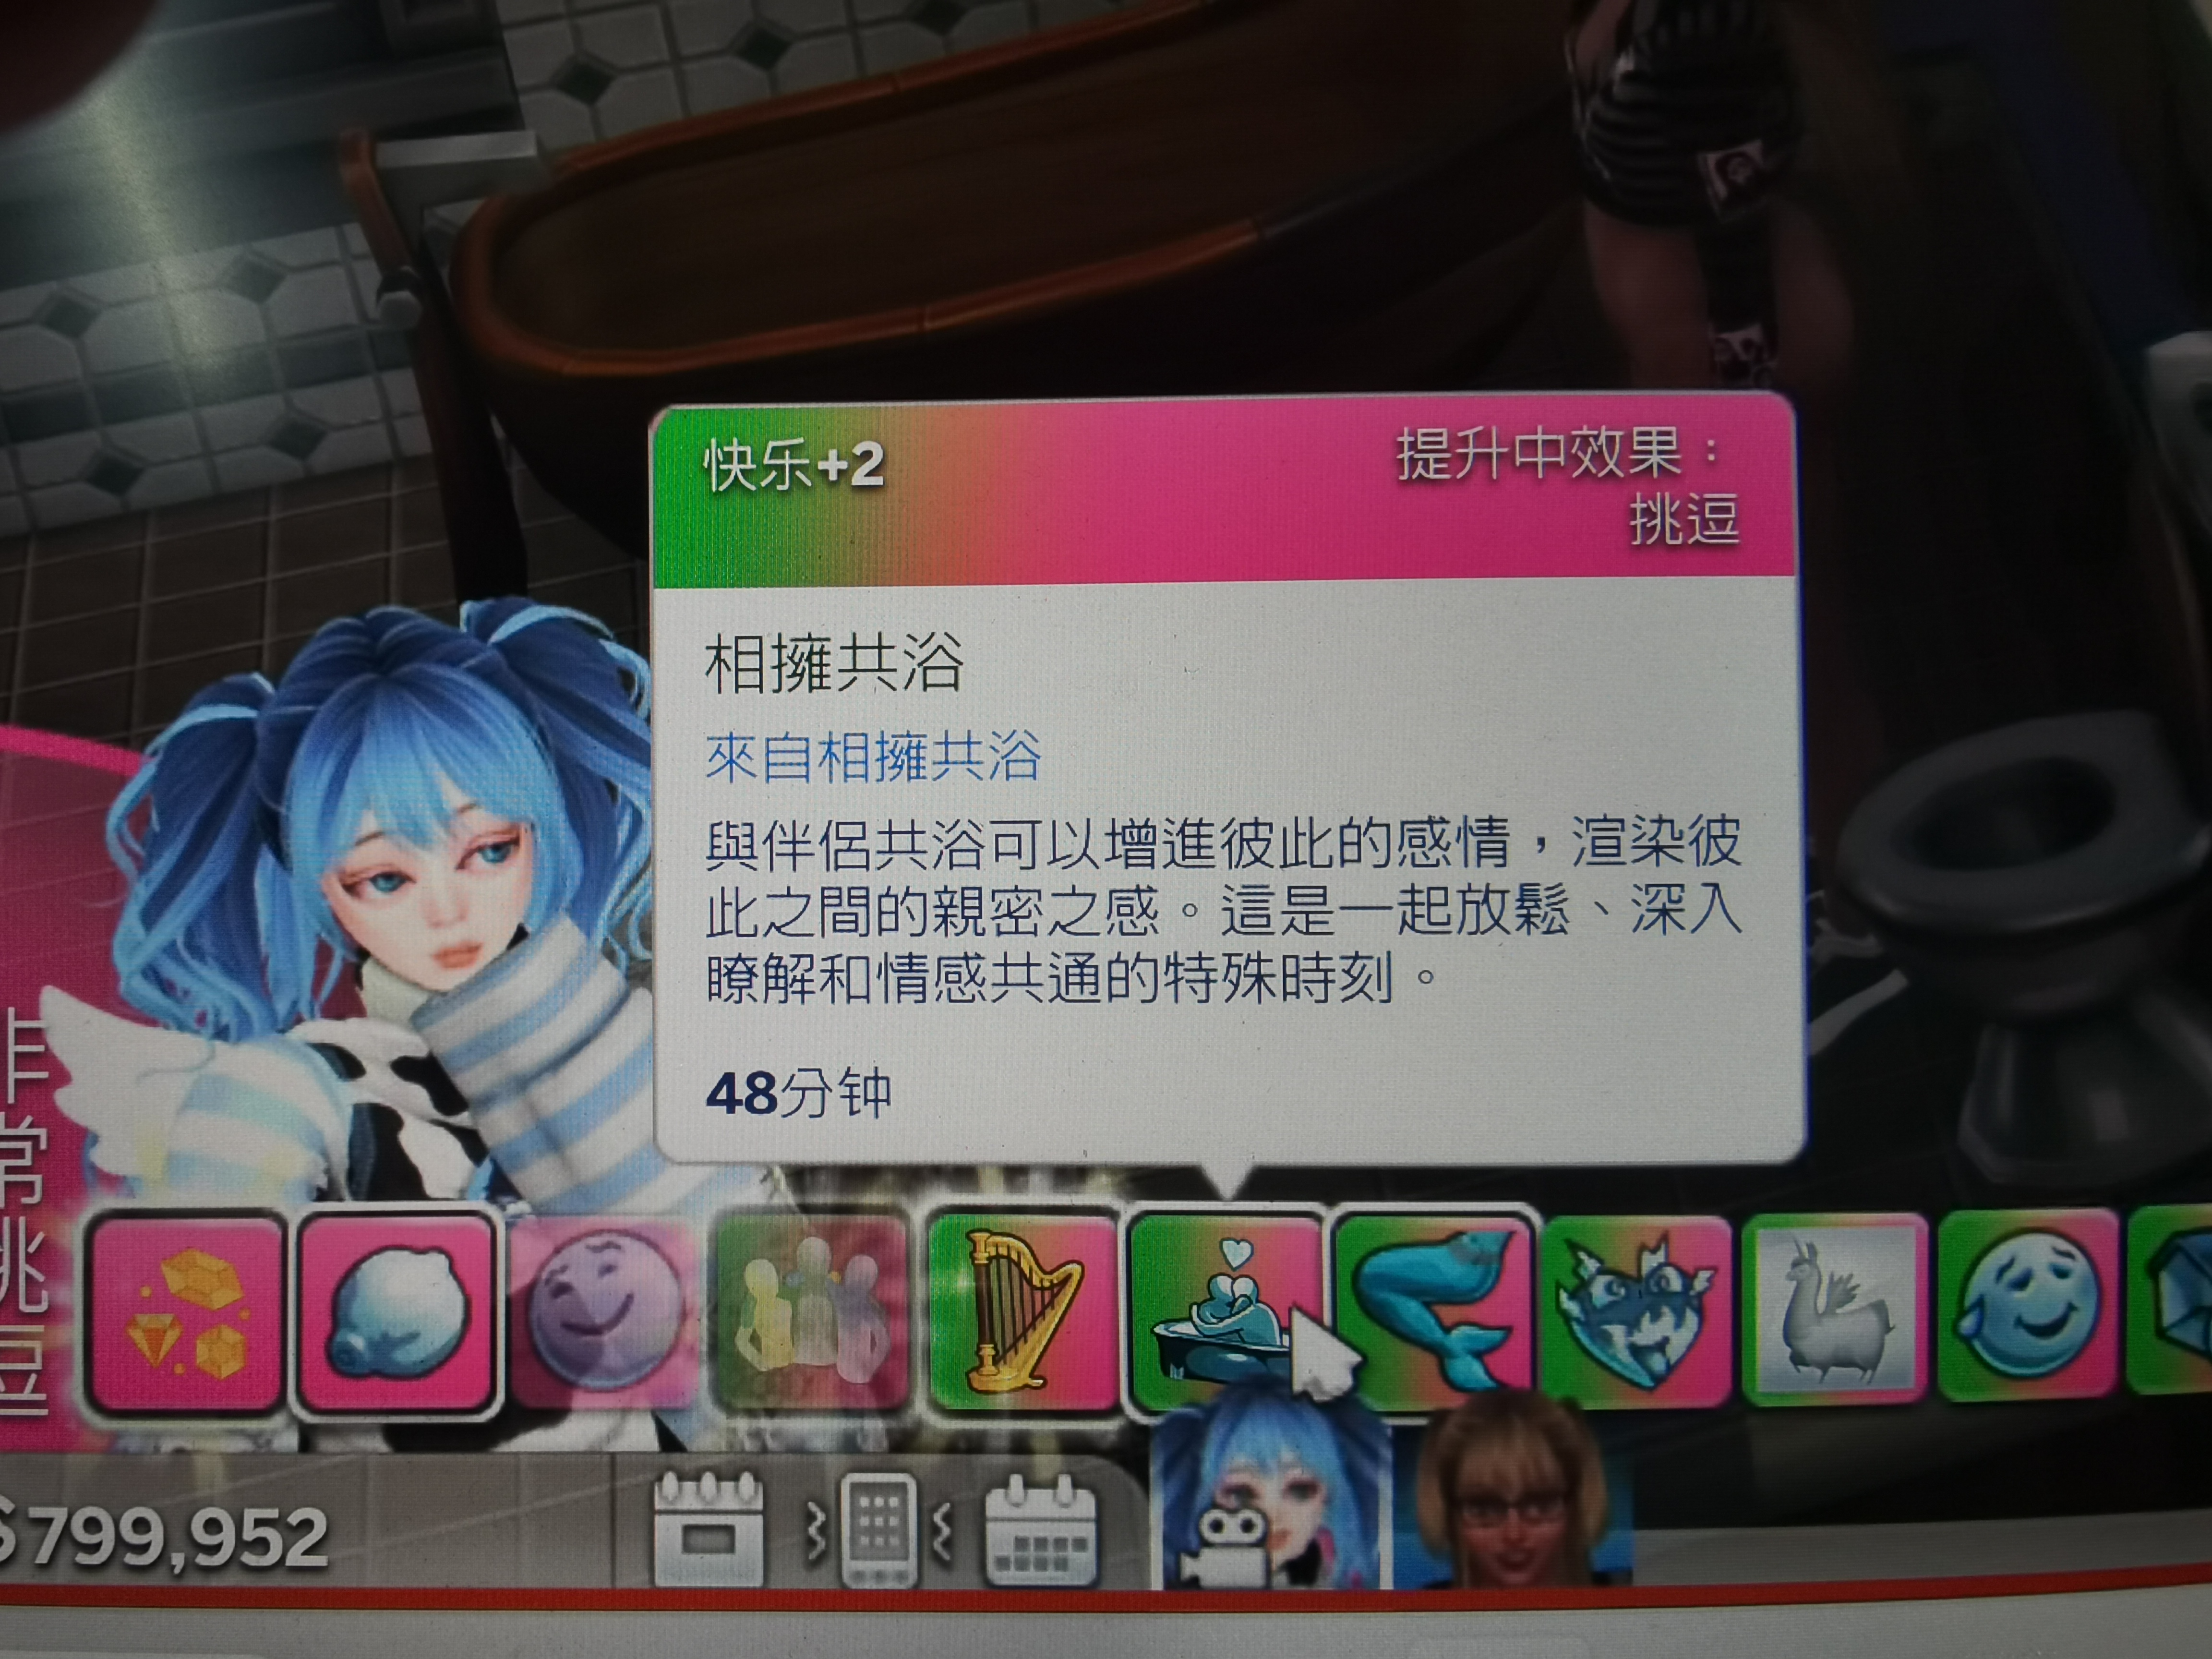 快乐+2
提升中效果：
挑逗
相擁共浴
來自相擁共浴
與伴侶共浴可以增進彼此的感情，渲染彼
此之間的親密之感。這是一起放鬆、深入
瞭解和情感共通的特殊時刻。
48分钟
非常挑逗
$799,952